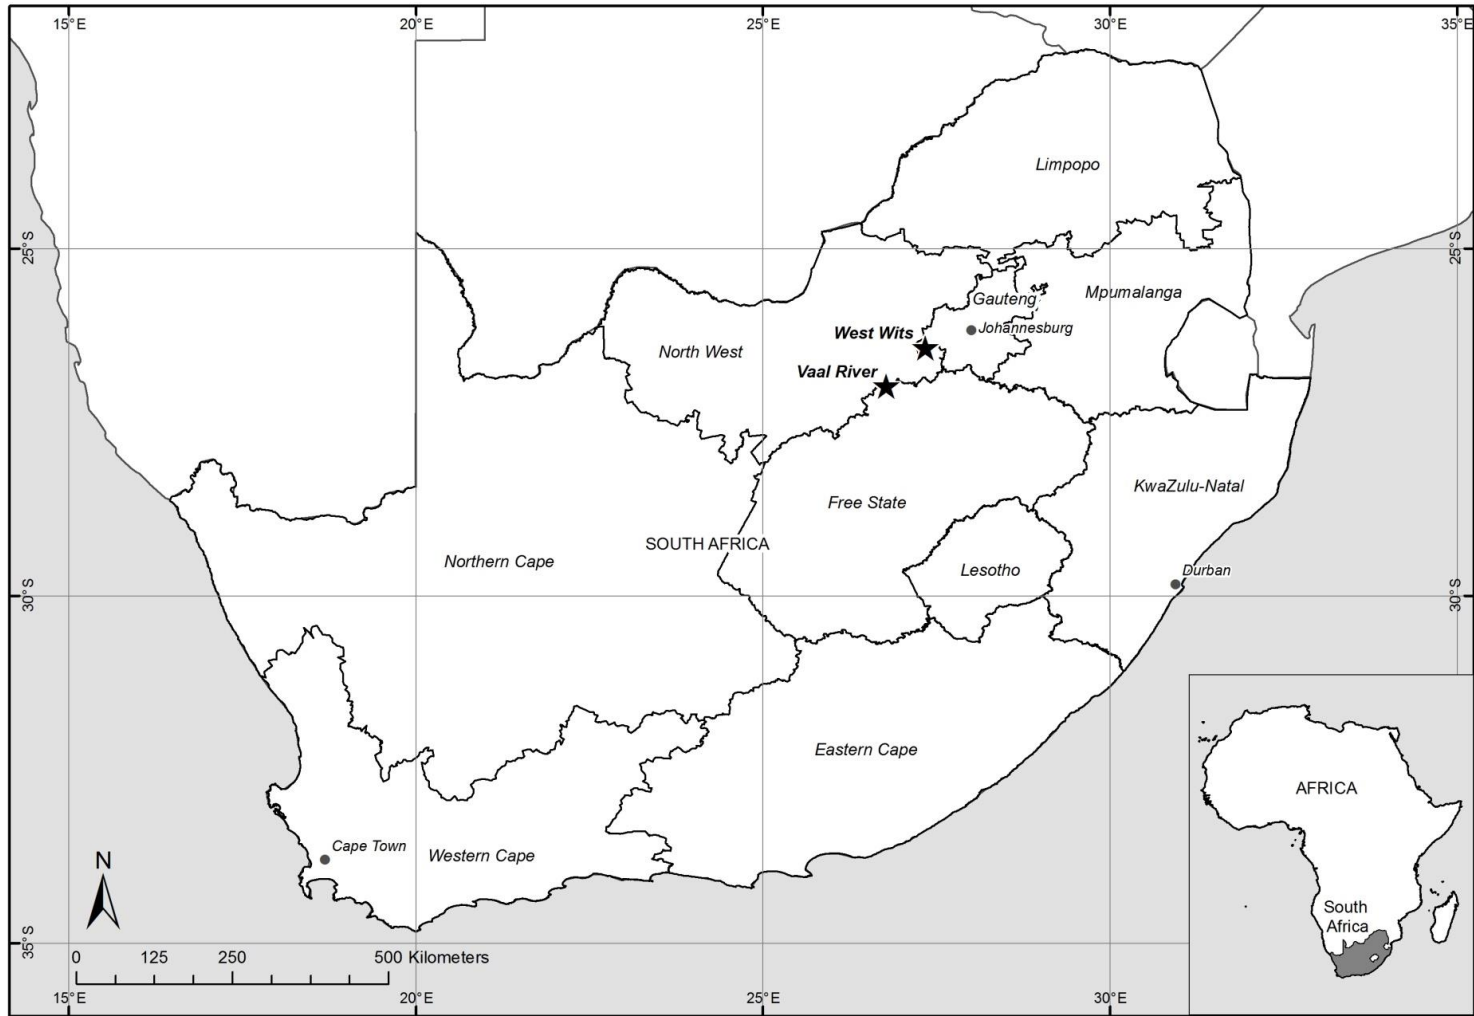 15°E
20°E
25°E
30°E
35°E
Limpopo
25°S
25°S
Gauteng
Mpumalanga
Johannesburg
West Wits
North West
Vaal River
KwaZulu-Natal
Free State
SOUTH AFRICA
Northern Cape
Lesotho
Durban
30°S
30°S
Eastern Cape
AFRICA
Cape Town
Western Cape
N
South
Africa
35°S
0 125 250 500 Kilometers
15°E
20°E
25°E
30°E